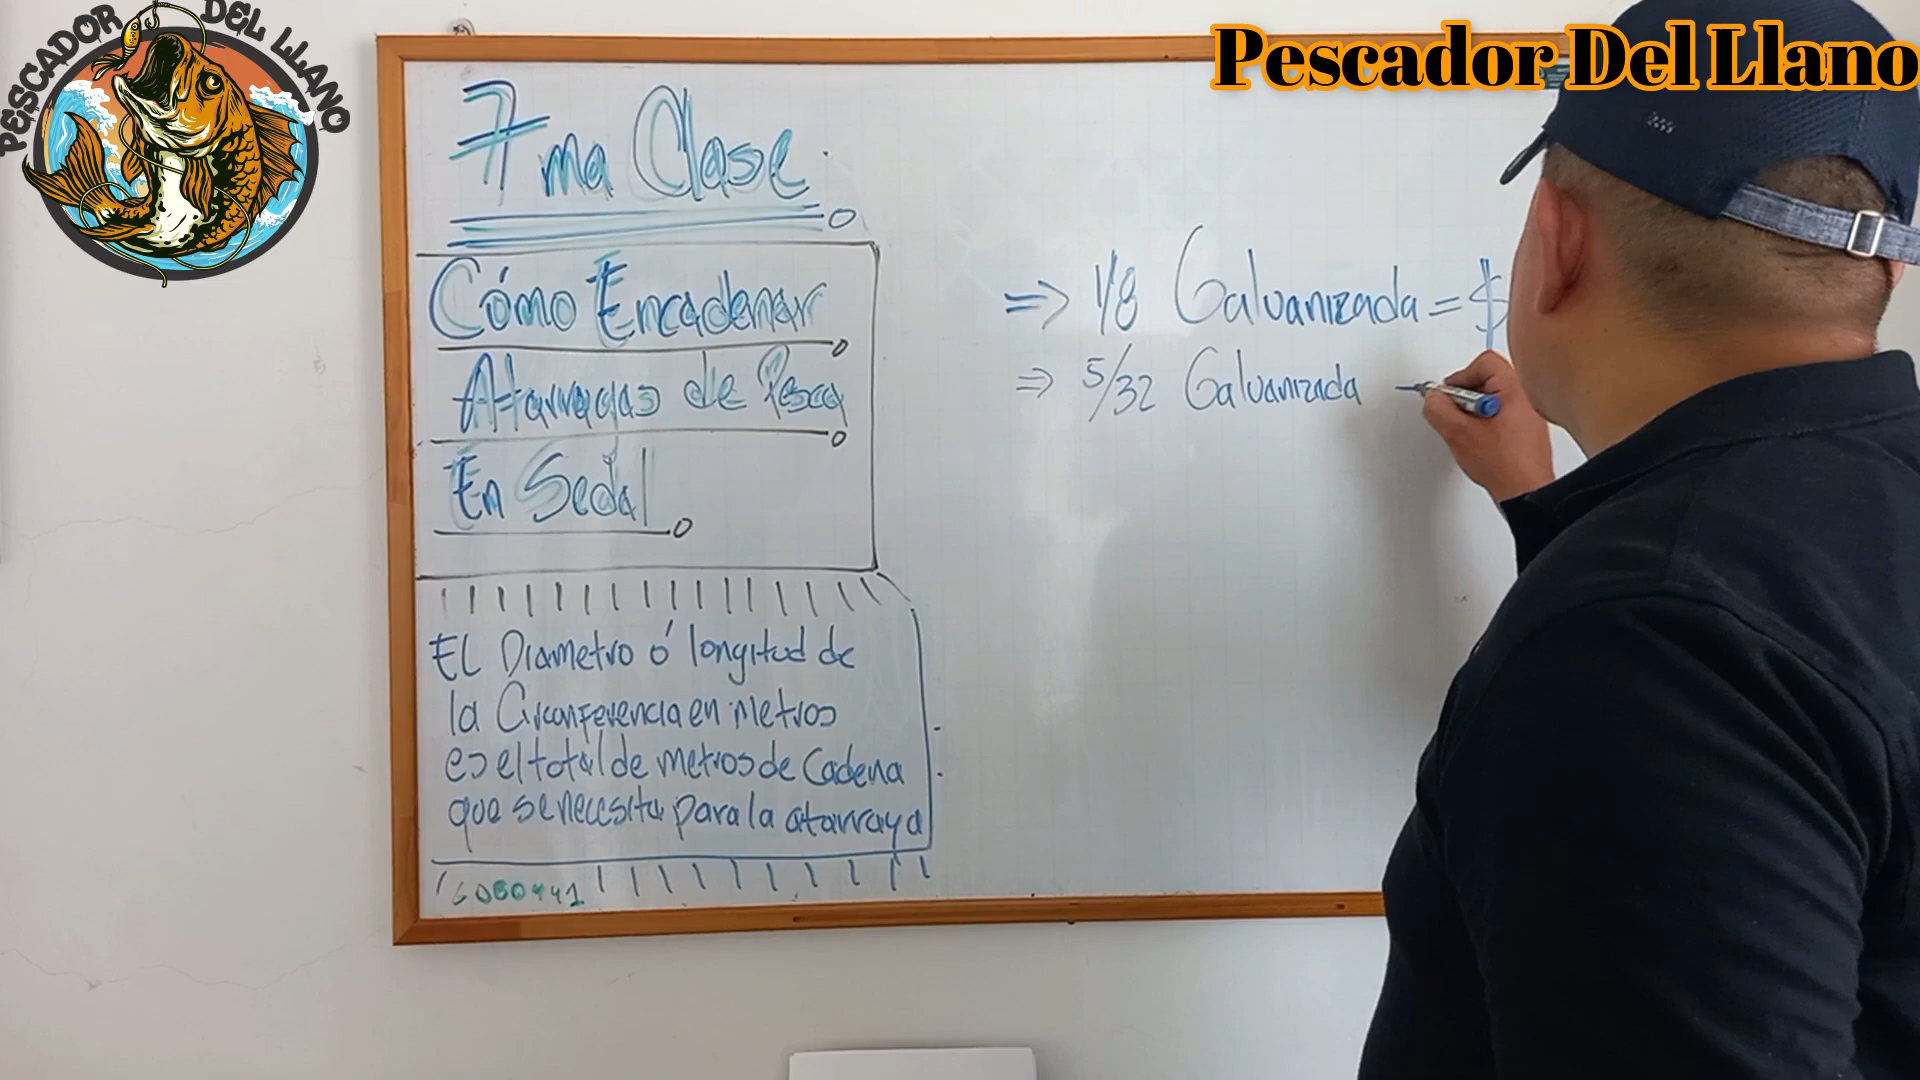 PESCADOR DEL LLANO
Pescador Del Llano
7ma Clase
Cómo Encadenar
Atarrayas de Pesca
En Sedal
El Diametro ó longitud de
la Circunferencia en metros
es el total de metros de Cadena
que se necesita para la atarraya
=> 1/8 Galvanizada = $
=> 5/32 Galvanizada